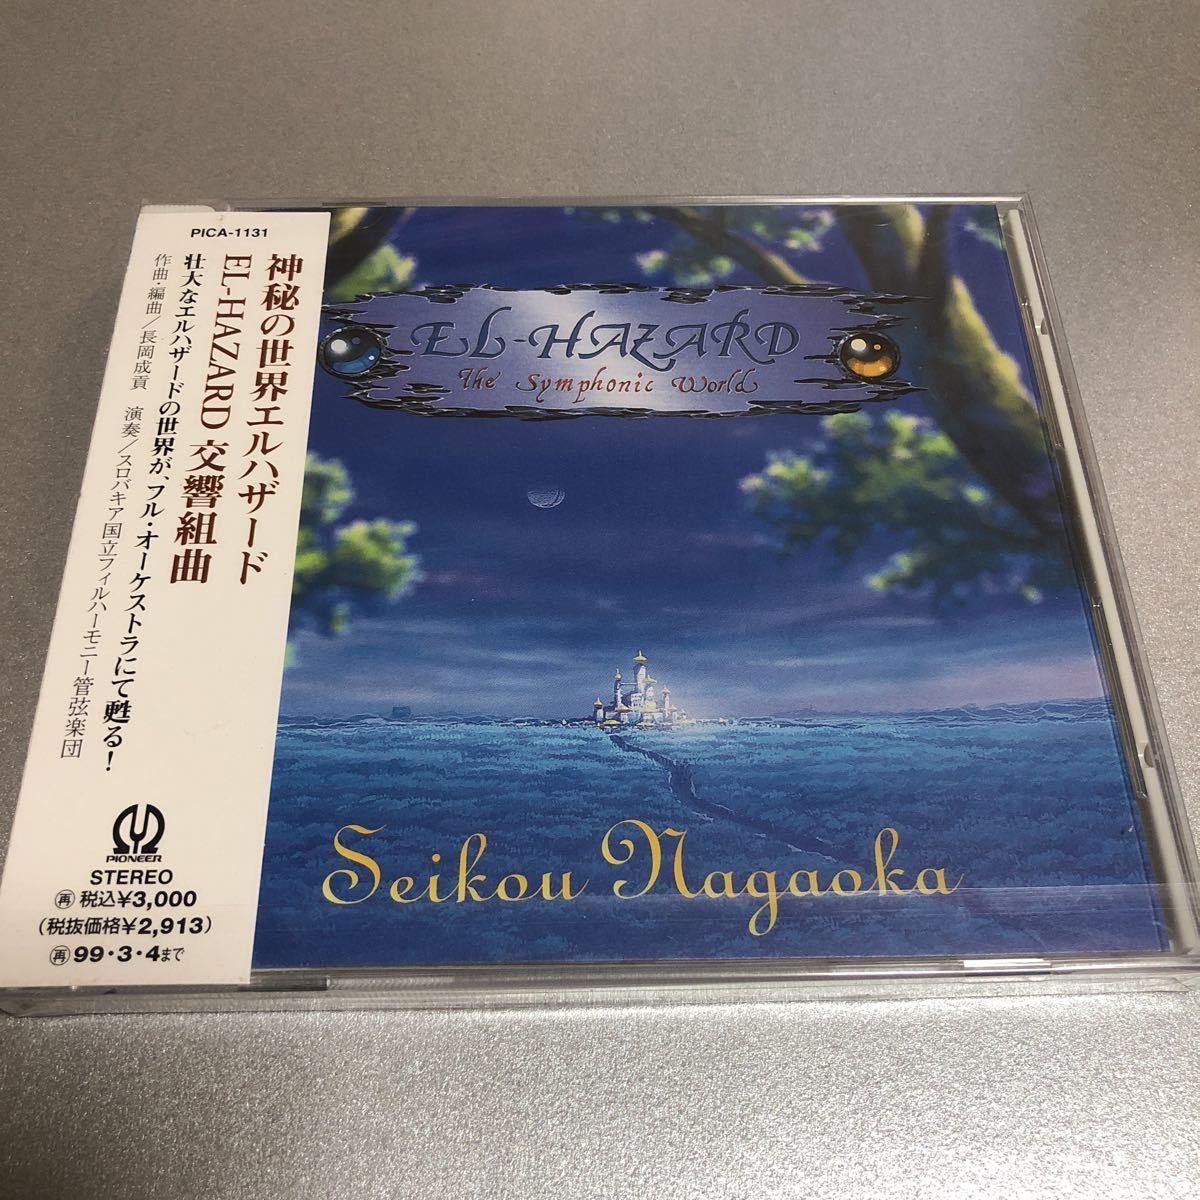 PICA-1131
神秘の世界エルハザード
EL-HAZARD 交響組曲
壮大なエルハザードの世界が、フル・オーケストラにて甦る！
作曲・編曲／長岡成貢 演奏／スロバキア国立フィルハーモニー管弦楽団
PIONEER
STEREO
再 税込¥3,000
(税抜価格¥2,913)
再 99・3・4まで
EL-HAZARD
The Symphonic World
Seikou Nagaoka